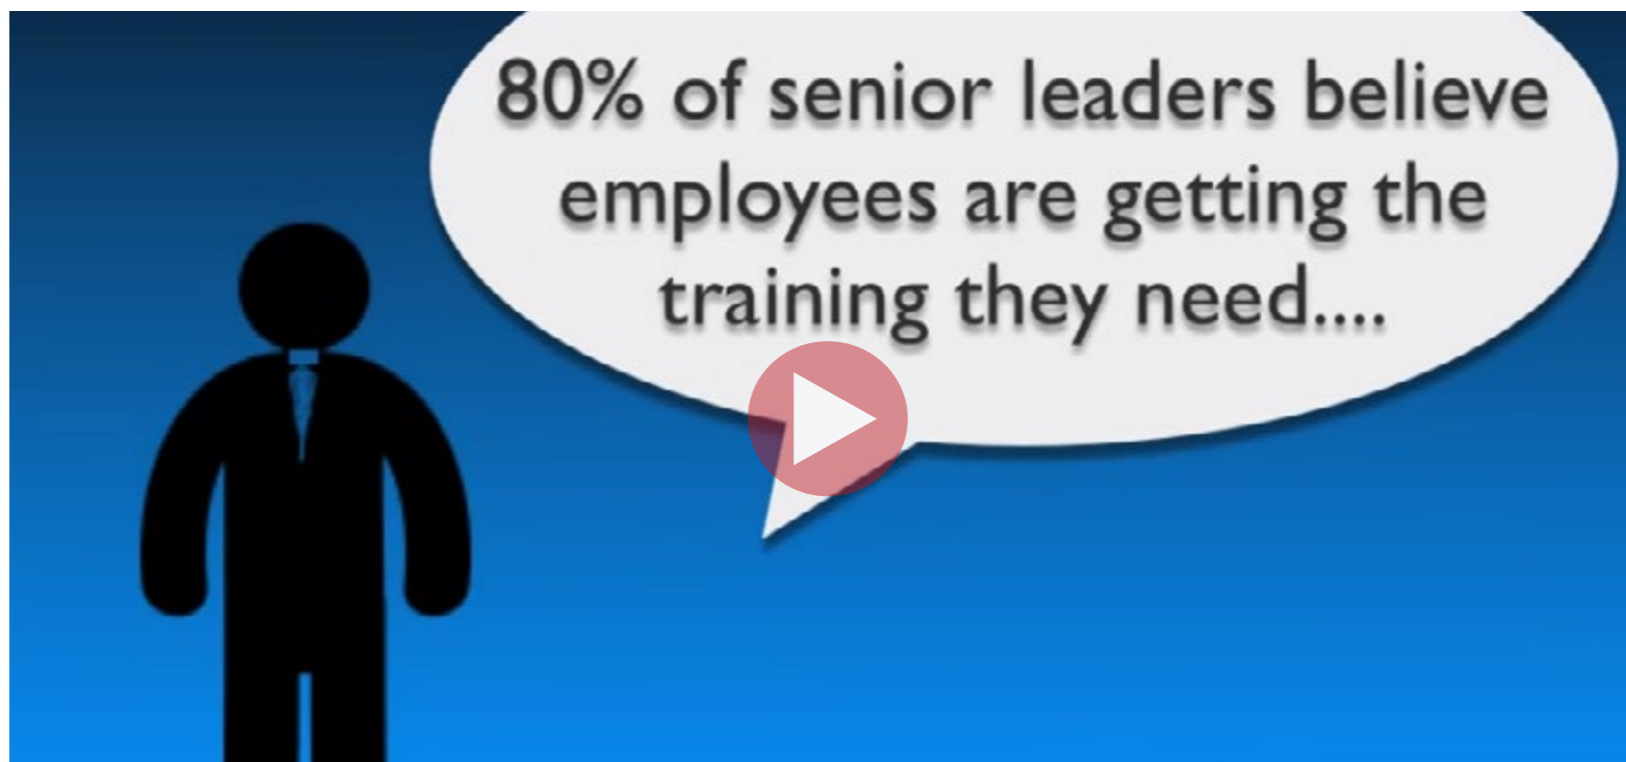 80% of senior leaders believe
employees are getting the
training they need....